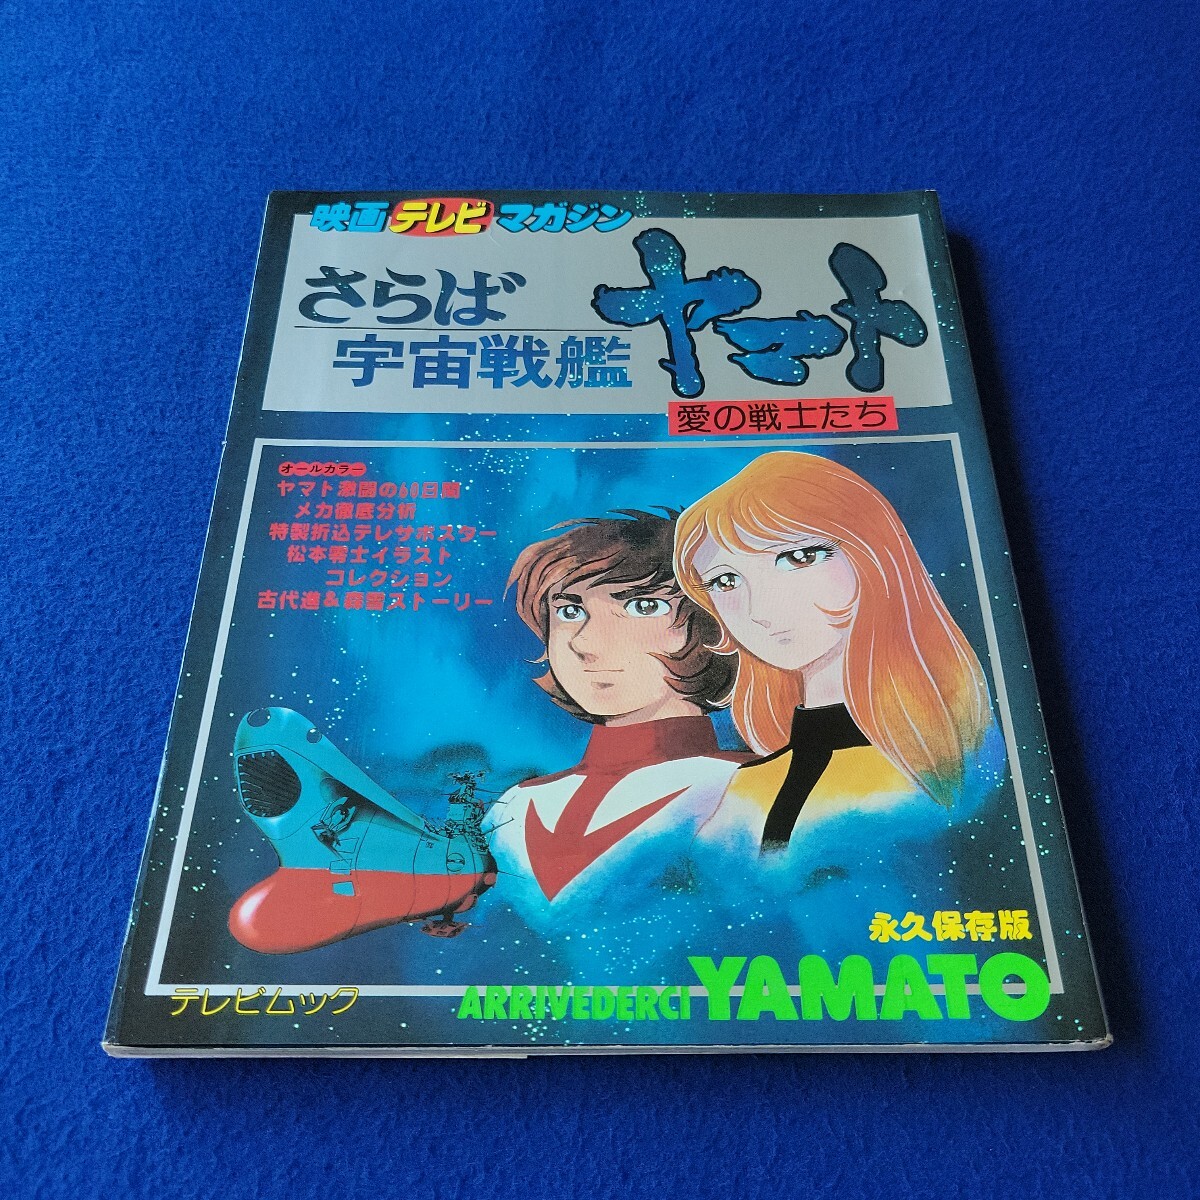 映画テレビマガジン
さらば
宇宙戦艦
ヤマト
愛の戦士たち
オールカラー
ヤマト激闘の60日間
メカ徹底分析
特製折込テレサポスター
松本零士イラスト
コレクション
古代進&森雪ストーリー
永久保存版
テレビムック
ARRIVEDERCI YAMATO